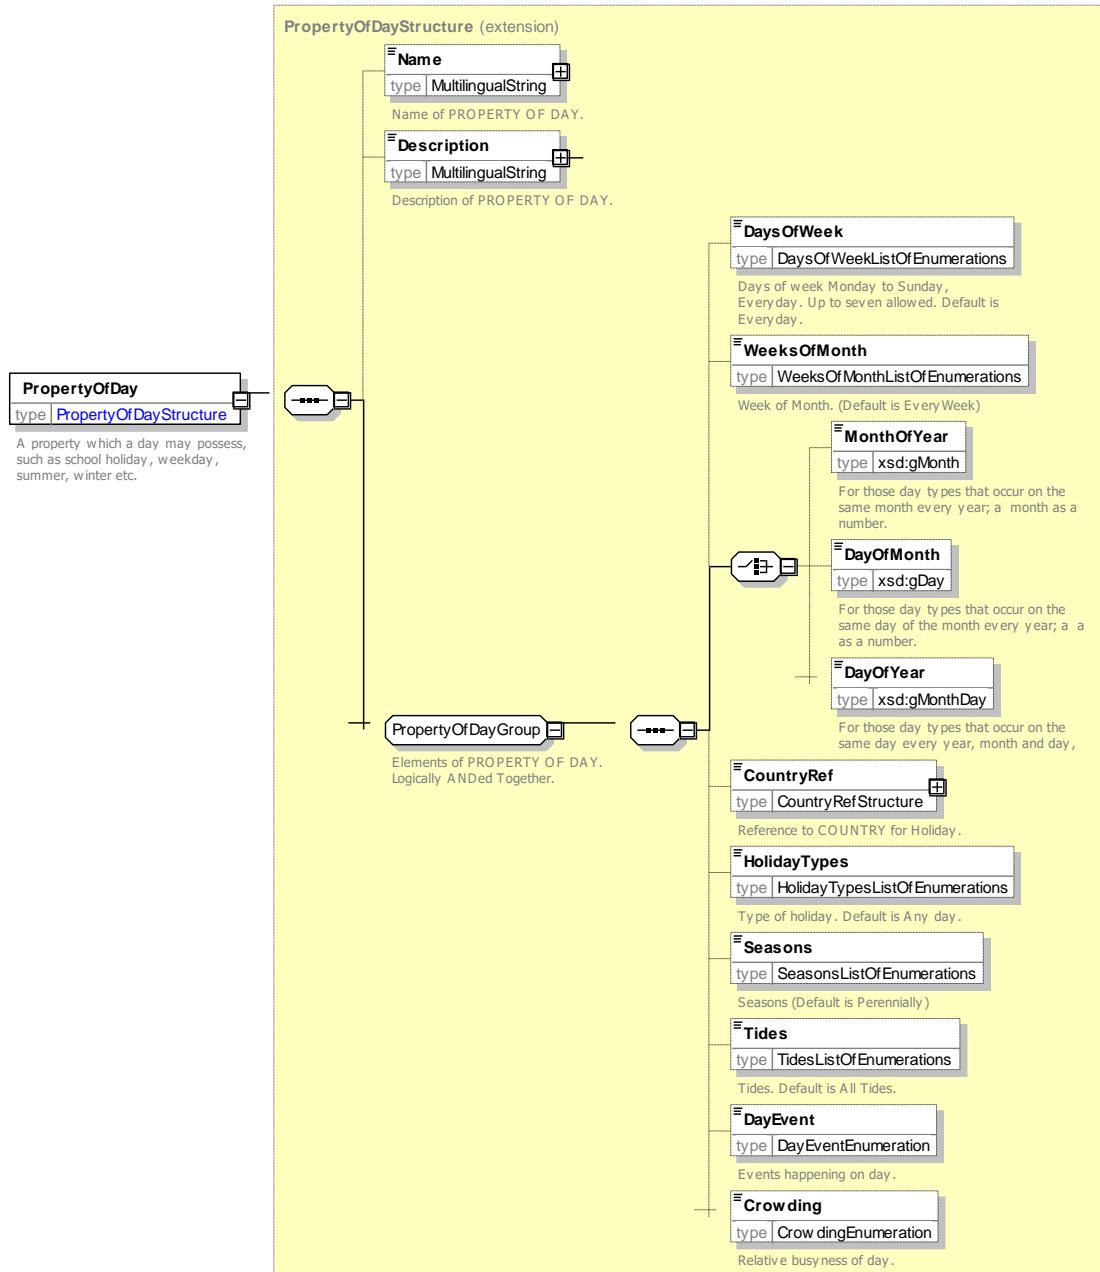 PropertyOfDayStructure (extension)
Name
type MultilingualString
Name of PROPERTY OF DAY.
Description
type MultilingualString
Description of PROPERTY OF DAY.
DaysOfWeek
type DaysOfWeekListOfEnumerations
Days of week Monday to Sunday,
Everyday. Up to seven allowed. Default is
Everyday.
WeeksOfMonth
type WeeksOfMonthListOfEnumerations
Week of Month. (Default is EveryWeek)
PropertyOfDay
type PropertyOfDayStructure
A property which a day may possess,
such as school holiday, weekday,
summer, winter etc.
MonthOfYear
type xsd:gMonth
For those day types that occur on the
same month every year; a month as a
number.
DayOfMonth
type xsd:gDay
For those day types that occur on the
same day of the month every year; a a
as a number.
DayOfYear
type xsd:gMonthDay
For those day types that occur on the
same day every year, month and day,
PropertyOfDayGroup
Elements of PROPERTY OF DAY.
Logically ANDed Together.
CountryRef
type CountryRefStructure
Reference to COUNTRY for Holiday.
HolidayTypes
type HolidayTypesListOfEnumerations
Type of holiday. Default is Any day.
Seasons
type SeasonsListOfEnumerations
Seasons (Default is Perennially)
Tides
type TidesListOfEnumerations
Tides. Default is All Tides.
DayEvent
type DayEventEnumeration
Events happening on day.
Crowding
type CrowdingEnumeration
Relative busyness of day.